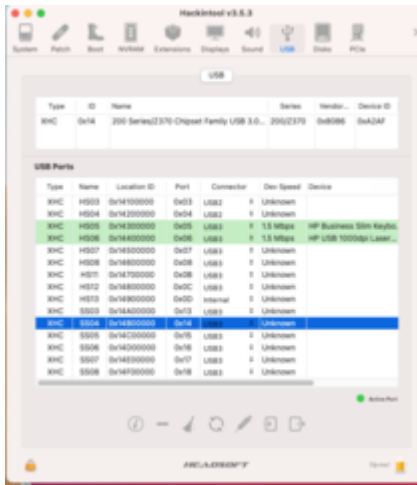 Hackintool v3.5.3
System Patch Boot NVRAM Extensions Displays Sound USB Disks PCIe
USB
Type ID Name Series Vendor... Device ID
XHC 0x14 200 Series/Z370 Chipset Family USB 3.0... 200/Z370 0x8086 0xA2AF
USB Ports
Type Name Location ID Port Connector Dev Speed Device
XHC HS03 0x14100000 0x03 USB2 Unknown
XHC HS04 0x14200000 0x04 USB2 Unknown
XHC HS05 0x14300000 0x05 USB3 1.5 Mbps HP Business Slim Keybo...
XHC HS06 0x14400000 0x06 USB3 1.5 Mbps HP USB 1000dpi Laser...
XHC HS07 0x14500000 0x07 USB3 Unknown
XHC HS08 0x14600000 0x08 USB3 Unknown
XHC HS11 0x14700000 USB3 Unknown
XHC HS12 0x14800000 0x0C USB3 Unknown
XHC HS13 0x14900000 0x0D Internal Unknown
XHC SS03 0x14A00000 0x13 USB3 Unknown
XHC SS04 0x14B00000 0x14 USB3 Unknown
XHC SS05 0x14C00000 0x15 USB3 Unknown
XHC SS06 0x14D00000 0x16 USB3 Unknown
XHC SS07 0x14E00000 0x17 USB3 Unknown
XHC SS08 0x14F00000 0x18 USB3 Unknown
Active Port
HEADSOFT